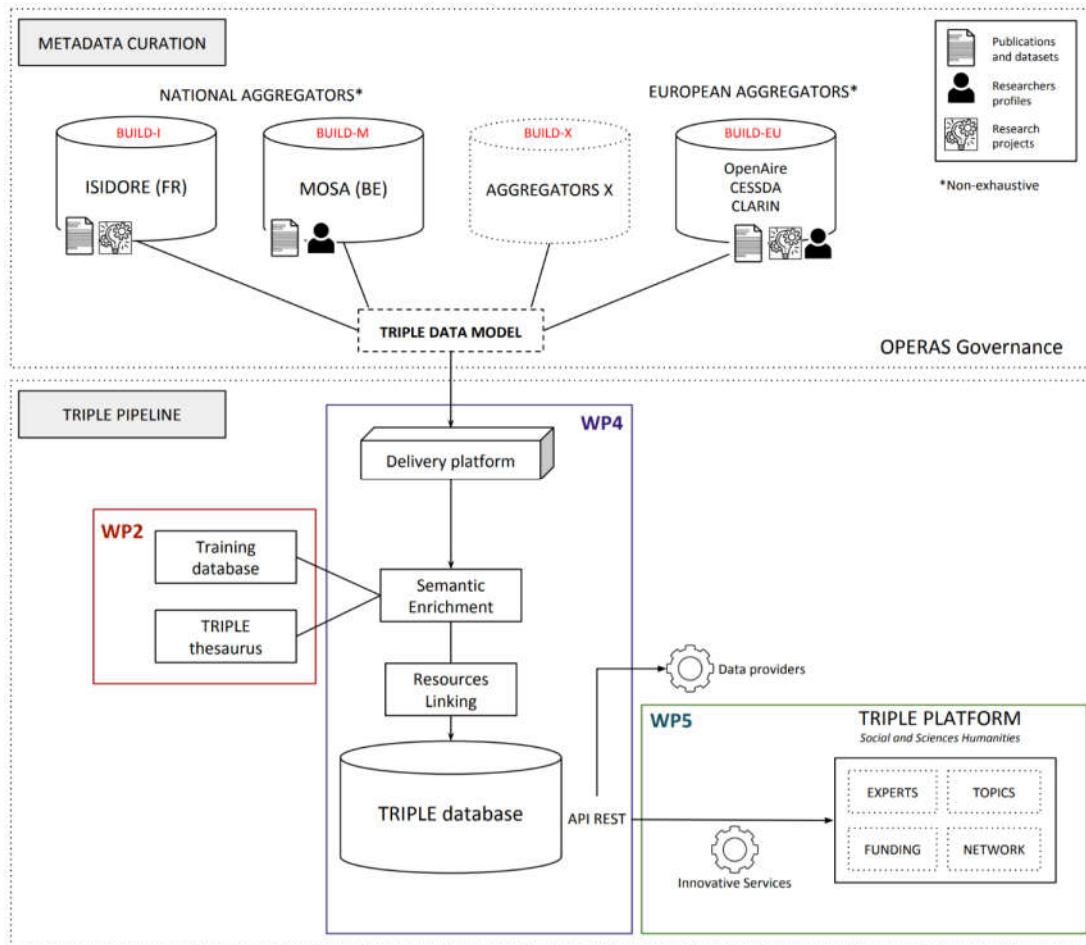 METADATA CURATION
Publications
and datasets
Researchers
profiles
Research
projects
*Non-exhaustive
NATIONAL AGGREGATORS*
EUROPEAN AGGREGATORS*
BUILD-I
ISIDORE (FR)
BUILD-M
MOSA (BE)
BUILD-X
AGGREGATORS X
BUILD-EU
OpenAire
CESSDA
CLARIN
TRIPLE DATA MODEL
OPERAS Governance
TRIPLE PIPELINE
WP4
Delivery platform
WP2
Training
database
TRIPLE
thesaurus
Semantic
Enrichment
Resources
Linking
Data providers
TRIPLE database
API REST
WP5
TRIPLE PLATFORM
Social and Sciences Humanities
EXPERTS
TOPICS
FUNDING
NETWORK
Innovative Services